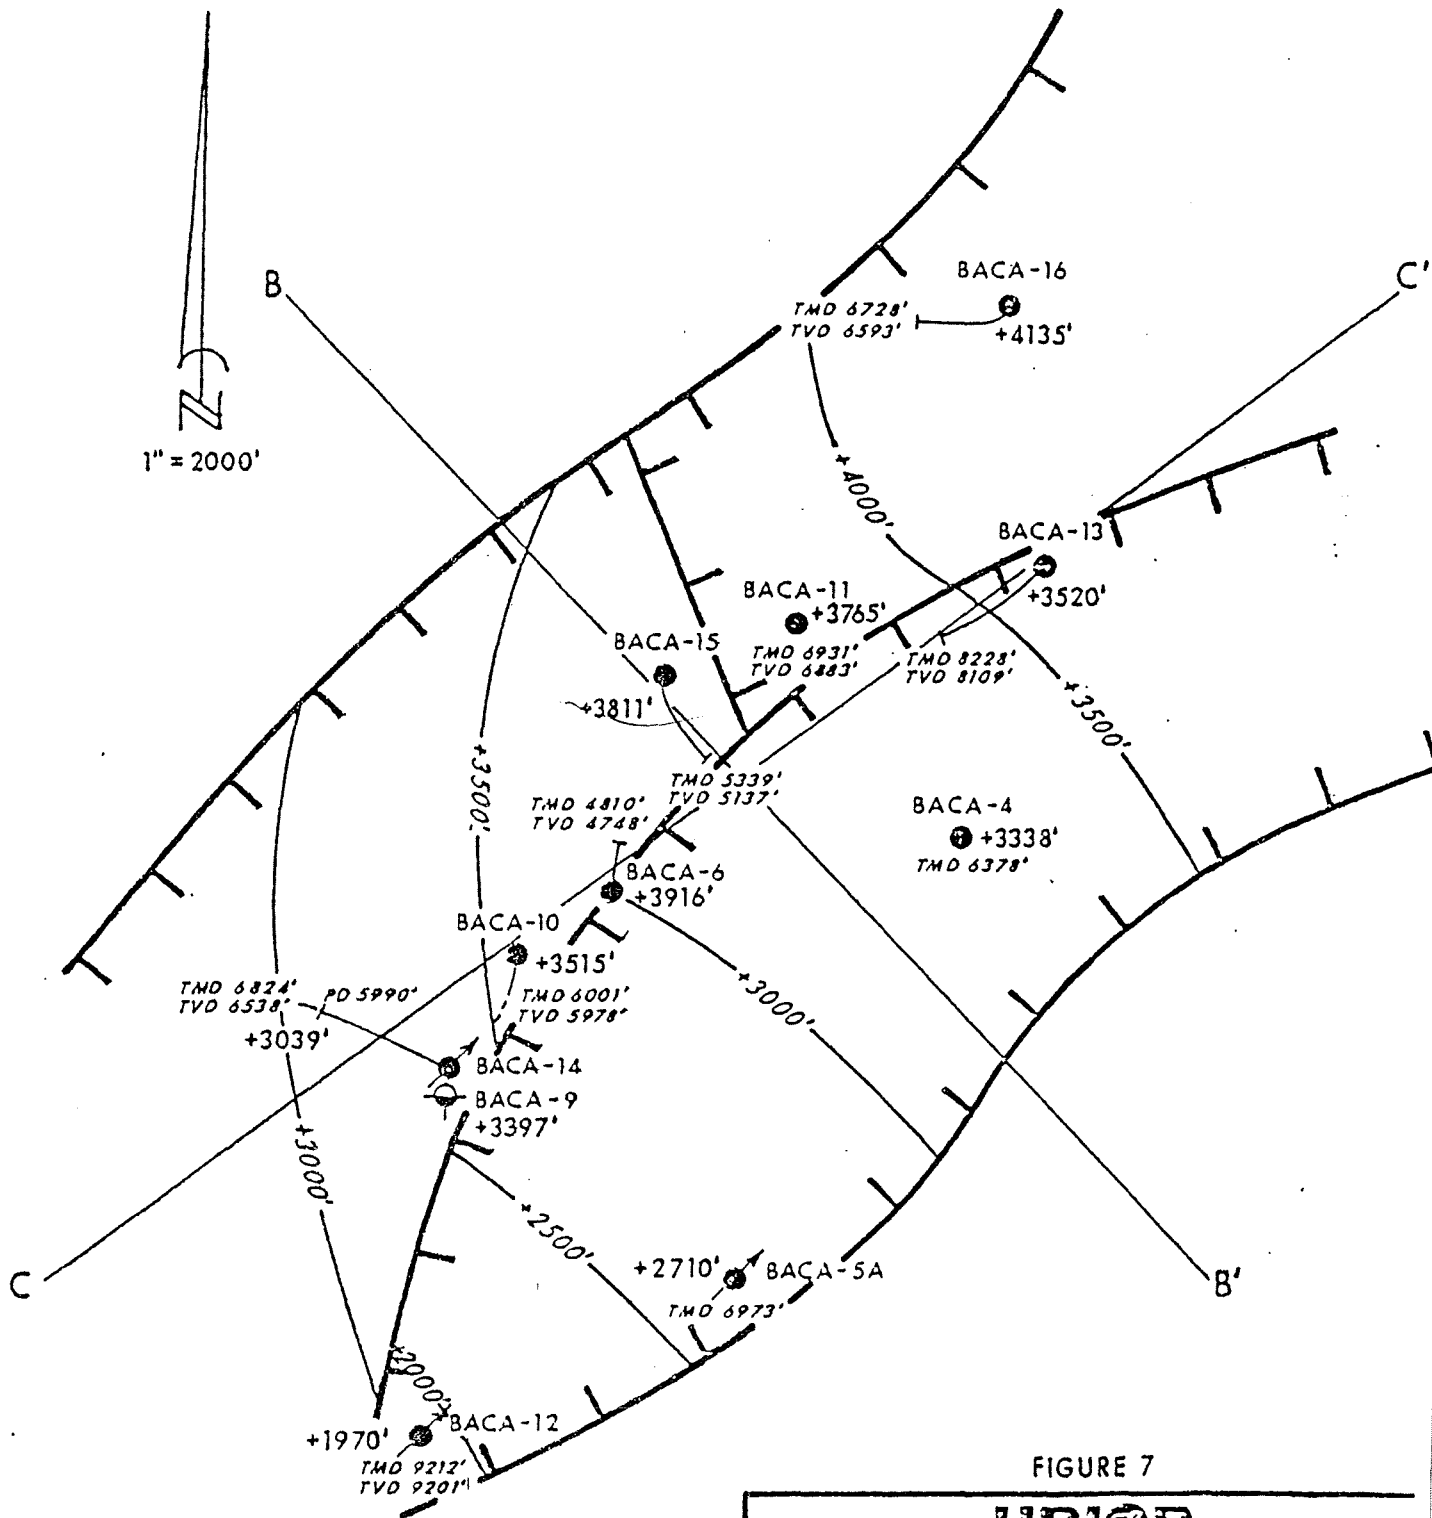 BACA-16
C'
B
TMD 6728'
TVD 6593'
+4135'
N
1" = 2000'
+4000'
BACA-13
BACA-11
+3765'
+3520'
BACA-15
TMD 6931'
TVD 6883'
TMD 8228'
TVD 8109'
+3811'
+3500'
+3500'
TMD 5339'
TVD 5137'
TMD 4810'
TVD 4748'
BACA-4
+3338'
TMD 6378'
BACA-6
+3916'
BACA-10
+3515'
+3000'
TMD 6824'
TVD 6538'
PD 5990'
TMD 6001'
TVD 5978'
+3039'
BACA-14
BACA-9
+3397'
+3000'
+2500'
C
+2710'
BACA-5A
B'
TMD 6973'
+2000'
BACA-12
+1970'
TMD 9212'
TVD 9201'
FIGURE 7